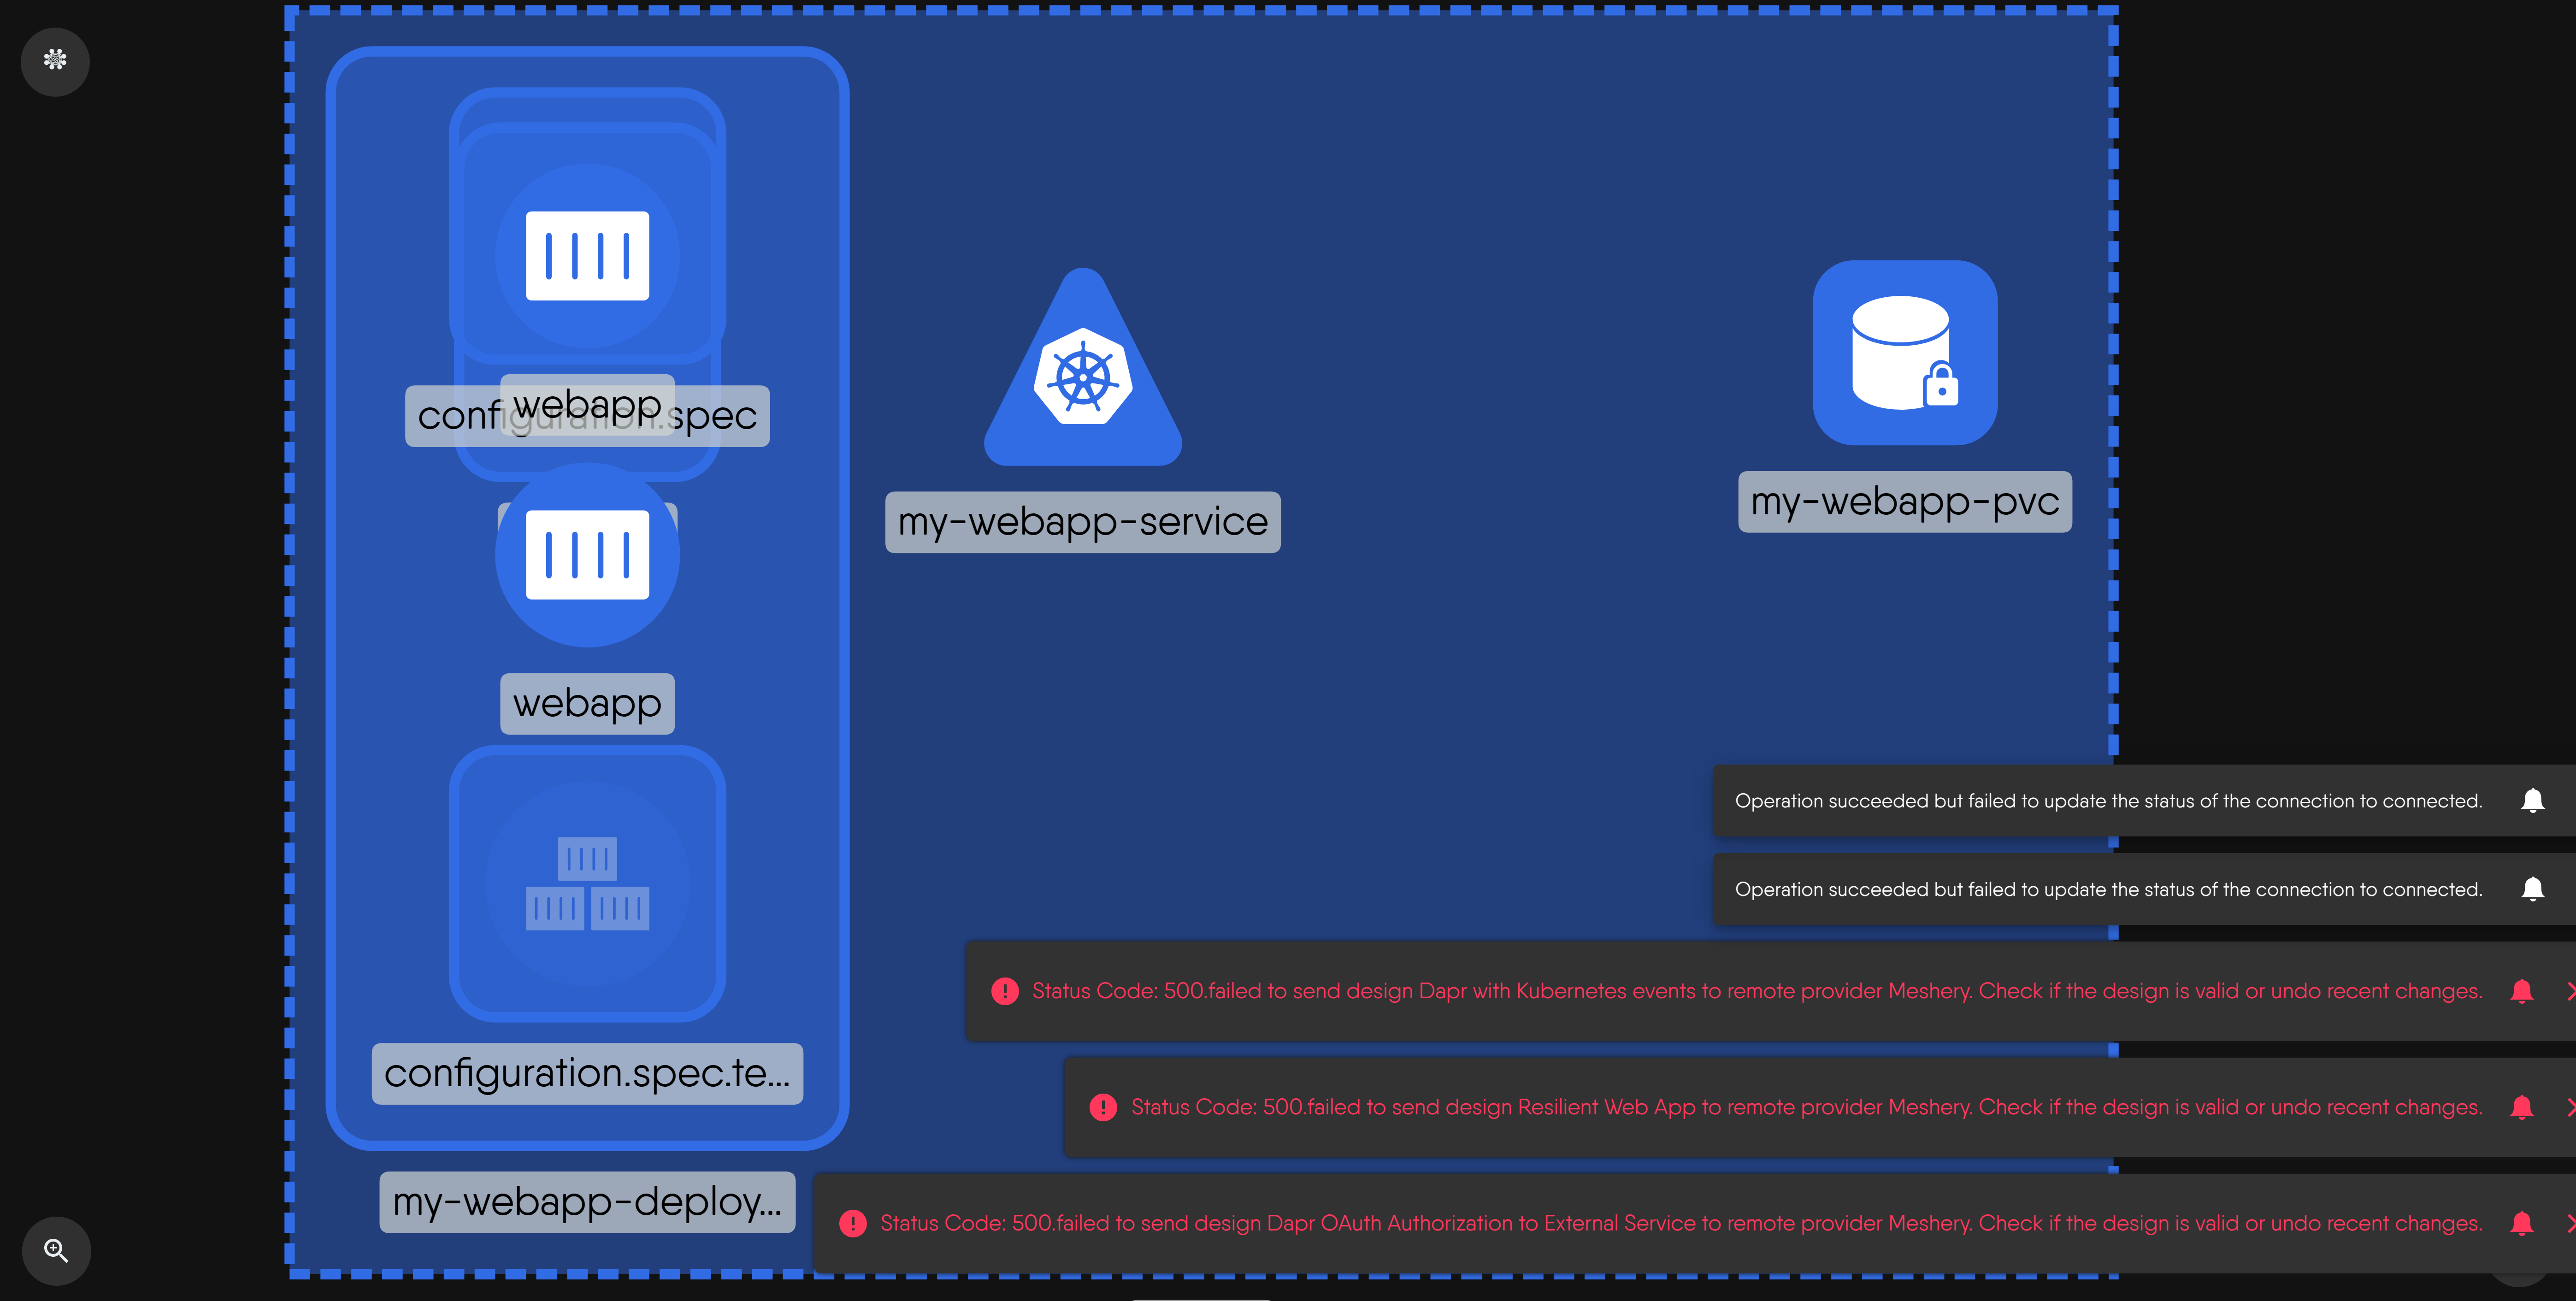 configuration.spec
webapp
my-webapp-service
my-webapp-pvc
webapp
configuration.spec.te...
my-webapp-deploy...
Operation succeeded but failed to update the status of the connection to connected.
Operation succeeded but failed to update the status of the connection to connected.
Status Code: 500.failed to send design Dapr with Kubernetes events to remote provider Meshery. Check if the design is valid or undo recent changes.
Status Code: 500.failed to send design Resilient Web App to remote provider Meshery. Check if the design is valid or undo recent changes.
Status Code: 500.failed to send design Dapr OAuth Authorization to External Service to remote provider Meshery. Check if the design is valid or undo recent changes.